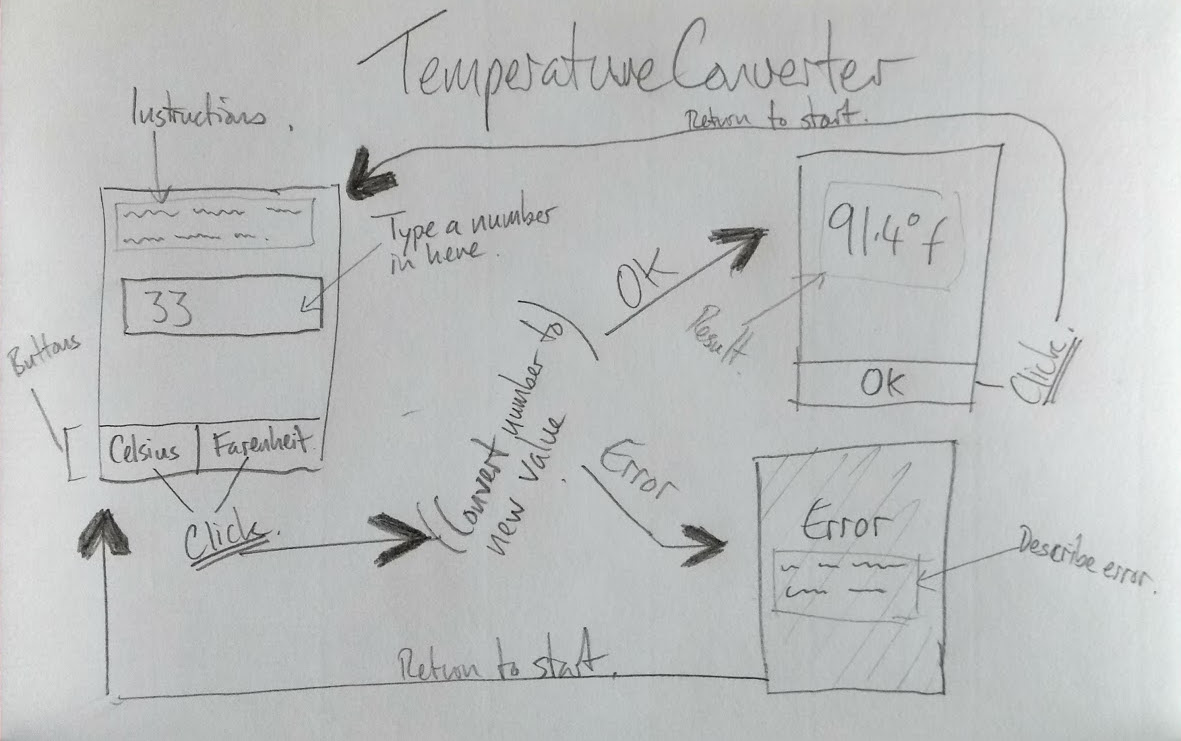 Temperature Converter
Instructions.
Return to start.
Type a number
in here.
33
Buttons
Celsius
Farenheit
Click.
(Convert number to)
new value
OK
91.4°f
Result.
OK
Click.
Error
Error
Describe error.
Return to start.